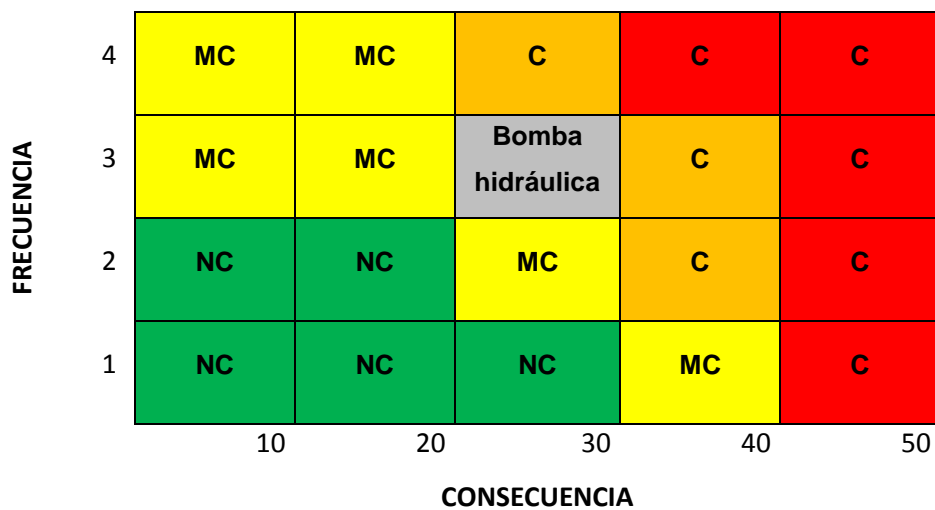 4 MC MC C C C
Bomba
3 MC MC hidráulica C C
2 NC NC MC C C
1 NC NC NC MC C
10 20 30 40 50
FRECUENCIA
CONSECUENCIA